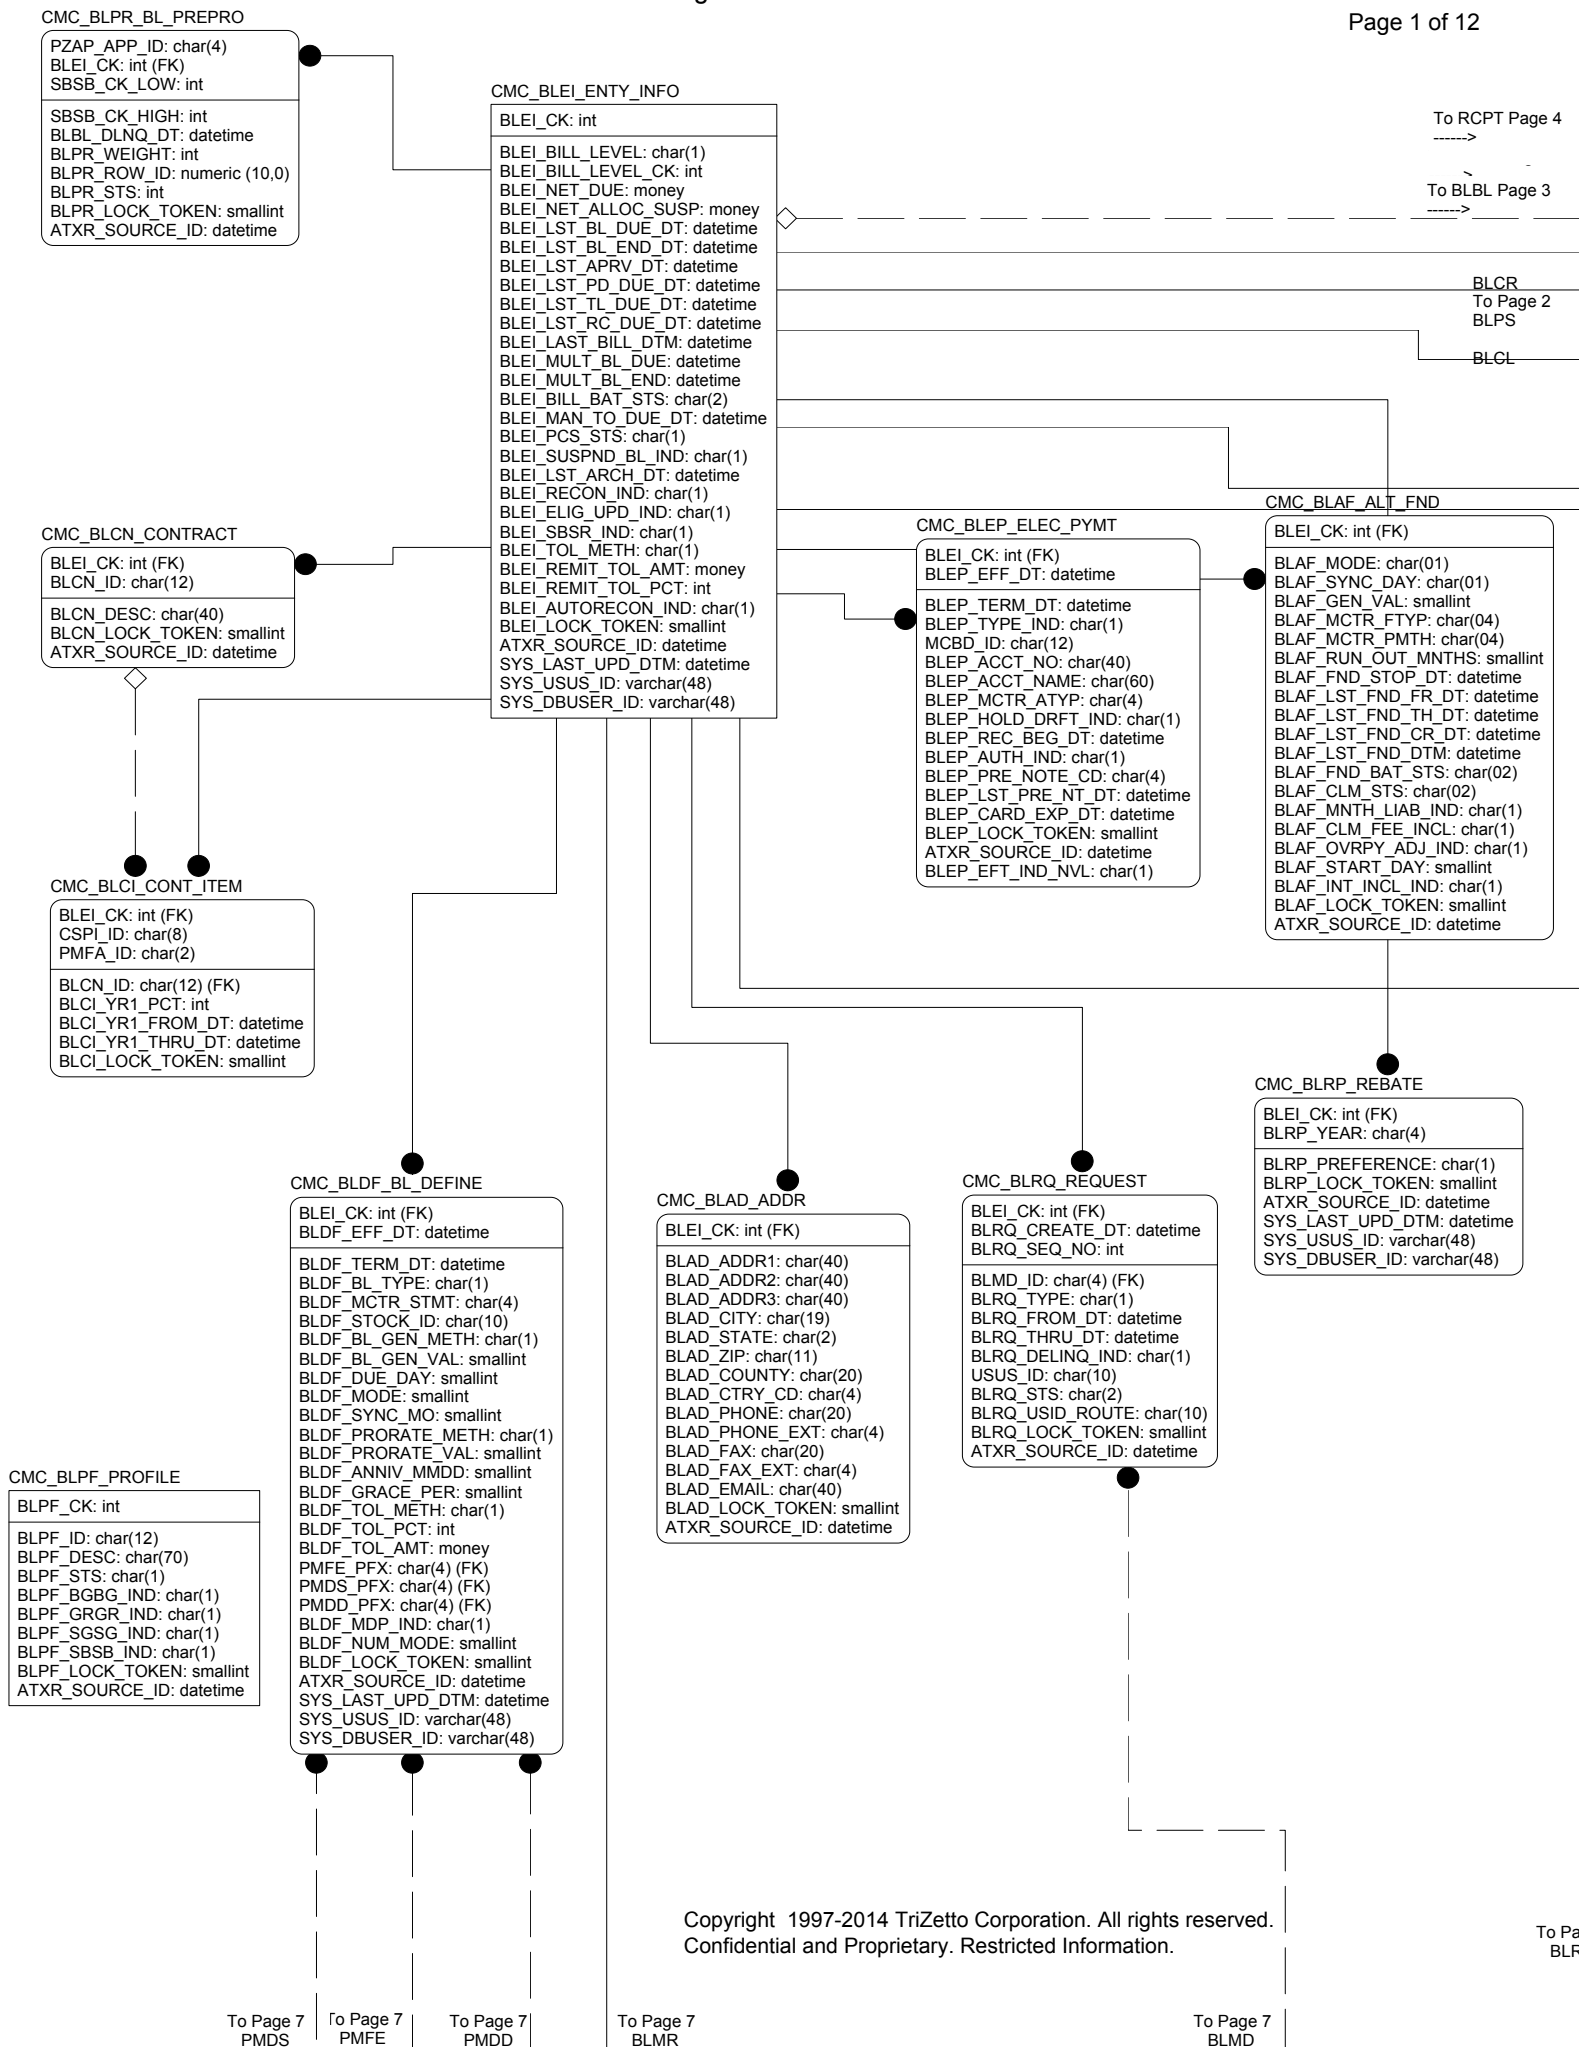 Page 1 of 12
CMC_BLPR_BL_PREPRO
PZAP_APP_ID: char(4)
BLEI_CK: int (FK)
SBSB_CK_LOW: int
SBSB_CK_HIGH: int
BLBL_DLNQ_DT: datetime
BLPR_WEIGHT: int
BLPR_ROW_ID: numeric (10,0)
BLPR_STS: int
BLPR_LOCK_TOKEN: smallint
ATXR_SOURCE_ID: datetime
CMC_BLEI_ENTY_INFO
BLEI_CK: int
BLEI_BILL_LEVEL: char(1)
BLEI_BILL_LEVEL_CK: int
BLEI_NET_DUE: money
BLEI_NET_ALLOC_SUSP: money
BLEI_LST_BL_DUE_DT: datetime
BLEI_LST_BL_END_DT: datetime
BLEI_LST_APRV_DT: datetime
BLEI_LST_PD_DUE_DT: datetime
BLEI_LST_TL_DUE_DT: datetime
BLEI_LST_RC_DUE_DT: datetime
BLEI_LAST_BILL_DTM: datetime
BLEI_MULT_BL_DUE: datetime
BLEI_MULT_BL_END: datetime
BLEI_BILL_BAT_STS: char(2)
BLEI_MAN_TO_DUE_DT: datetime
BLEI_PCS_STS: char(1)
BLEI_SUSPND_BL_IND: char(1)
BLEI_LST_ARCH_DT: datetime
BLEI_RECON_IND: char(1)
BLEI_ELIG_UPD_IND: char(1)
BLEI_SBSR_IND: char(1)
BLEI_TOL_METH: char(1)
BLEI_REMIT_TOL_AMT: money
BLEI_REMIT_TOL_PCT: int
BLEI_AUTORECON_IND: char(1)
BLEI_LOCK_TOKEN: smallint
ATXR_SOURCE_ID: datetime
SYS_LAST_UPD_DTM: datetime
SYS_USUS_ID: varchar(48)
SYS_DBUSER_ID: varchar(48)
To RCPT Page 4
------>
To BLBL Page 3
------>
BLCR
To Page 2
BLPS
BLCL
CMC_BLCN_CONTRACT
BLEI_CK: int (FK)
BLCN_ID: char(12)
BLCN_DESC: char(40)
BLCN_LOCK_TOKEN: smallint
ATXR_SOURCE_ID: datetime
CMC_BLEP_ELEC_PYMT
BLEI_CK: int (FK)
BLEP_EFF_DT: datetime
BLEP_TERM_DT: datetime
BLEP_TYPE_IND: char(1)
MCBD_ID: char(12)
BLEP_ACCT_NO: char(40)
BLEP_ACCT_NAME: char(60)
BLEP_MCTR_ATYP: char(4)
BLEP_HOLD_DRFT_IND: char(1)
BLEP_REC_BEG_DT: datetime
BLEP_AUTH_IND: char(1)
BLEP_PRE_NOTE_CD: char(4)
BLEP_LST_PRE_NT_DT: datetime
BLEP_CARD_EXP_DT: datetime
BLEP_LOCK_TOKEN: smallint
ATXR_SOURCE_ID: datetime
BLEP_EFT_IND_NVL: char(1)
CMC_BLAF_ALT_FND
BLEI_CK: int (FK)
BLAF_MODE: char(01)
BLAF_SYNC_DAY: char(01)
BLAF_GEN_VAL: smallint
BLAF_MCTR_FTYP: char(04)
BLAF_MCTR_PMTH: char(04)
BLAF_RUN_OUT_MNTHS: smallint
BLAF_FND_STOP_DT: datetime
BLAF_LST_FND_FR_DT: datetime
BLAF_LST_FND_TH_DT: datetime
BLAF_LST_FND_CR_DT: datetime
BLAF_LST_FND_DTM: datetime
BLAF_FND_BAT_STS: char(02)
BLAF_CLM_STS: char(02)
BLAF_MNTH_LIAB_IND: char(1)
BLAF_CLM_FEE_INCL: char(1)
BLAF_OVRPY_ADJ_IND: char(1)
BLAF_START_DAY: smallint
BLAF_INT_INCL_IND: char(1)
BLAF_LOCK_TOKEN: smallint
ATXR_SOURCE_ID: datetime
CMC_BLCI_CONT_ITEM
BLEI_CK: int (FK)
CSPI_ID: char(8)
PMFA_ID: char(2)
BLCN_ID: char(12) (FK)
BLCI_YR1_PCT: int
BLCI_YR1_FROM_DT: datetime
BLCI_YR1_THRU_DT: datetime
BLCI_LOCK_TOKEN: smallint
CMC_BLRP_REBATE
BLEI_CK: int (FK)
BLRP_YEAR: char(4)
BLRP_PREFERENCE: char(1)
BLRP_LOCK_TOKEN: smallint
ATXR_SOURCE_ID: datetime
SYS_LAST_UPD_DTM: datetime
SYS_USUS_ID: varchar(48)
SYS_DBUSER_ID: varchar(48)
CMC_BLDF_BL_DEFINE
BLEI_CK: int (FK)
BLDF_EFF_DT: datetime
BLDF_TERM_DT: datetime
BLDF_BL_TYPE: char(1)
BLDF_MCTR_STMT: char(4)
BLDF_STOCK_ID: char(10)
BLDF_BL_GEN_METH: char(1)
BLDF_BL_GEN_VAL: smallint
BLDF_DUE_DAY: smallint
BLDF_MODE: smallint
BLDF_SYNC_MO: smallint
BLDF_PRORATE_METH: char(1)
BLDF_PRORATE_VAL: smallint
BLDF_ANNIV_MMDD: smallint
BLDF_GRACE_PER: smallint
BLDF_TOL_METH: char(1)
BLDF_TOL_PCT: int
BLDF_TOL_AMT: money
PMFE_PFX: char(4) (FK)
PMDS_PFX: char(4) (FK)
PMDD_PFX: char(4) (FK)
BLDF_MDP_IND: char(1)
BLDF_NUM_MODE: smallint
BLDF_LOCK_TOKEN: smallint
ATXR_SOURCE_ID: datetime
SYS_LAST_UPD_DTM: datetime
SYS_USUS_ID: varchar(48)
SYS_DBUSER_ID: varchar(48)
CMC_BLAD_ADDR
BLEI_CK: int (FK)
BLAD_ADDR1: char(40)
BLAD_ADDR2: char(40)
BLAD_ADDR3: char(40)
BLAD_CITY: char(19)
BLAD_STATE: char(2)
BLAD_ZIP: char(11)
BLAD_COUNTY: char(20)
BLAD_CTRY_CD: char(4)
BLAD_PHONE: char(20)
BLAD_PHONE_EXT: char(4)
BLAD_FAX: char(20)
BLAD_FAX_EXT: char(4)
BLAD_EMAIL: char(40)
BLAD_LOCK_TOKEN: smallint
ATXR_SOURCE_ID: datetime
CMC_BLRQ_REQUEST
BLEI_CK: int (FK)
BLRQ_CREATE_DT: datetime
BLRQ_SEQ_NO: int
BLMD_ID: char(4) (FK)
BLRQ_TYPE: char(1)
BLRQ_FROM_DT: datetime
BLRQ_THRU_DT: datetime
BLRQ_DELINQ_IND: char(1)
USUS_ID: char(10)
BLRQ_STS: char(2)
BLRQ_USID_ROUTE: char(10)
BLRQ_LOCK_TOKEN: smallint
ATXR_SOURCE_ID: datetime
CMC_BLPF_PROFILE
BLPF_CK: int
BLPF_ID: char(12)
BLPF_DESC: char(70)
BLPF_STS: char(1)
BLPF_BGBG_IND: char(1)
BLPF_GRGR_IND: char(1)
BLPF_SGSG_IND: char(1)
BLPF_SBSB_IND: char(1)
BLPF_LOCK_TOKEN: smallint
ATXR_SOURCE_ID: datetime
Copyright 1997-2014 TriZetto Corporation. All rights reserved.
Confidential and Proprietary. Restricted Information.
To Page 7
PMDS
To Page 7
PMFE
To Page 7
PMDD
To Page 7
BLMR
To Page 7
BLMD
To